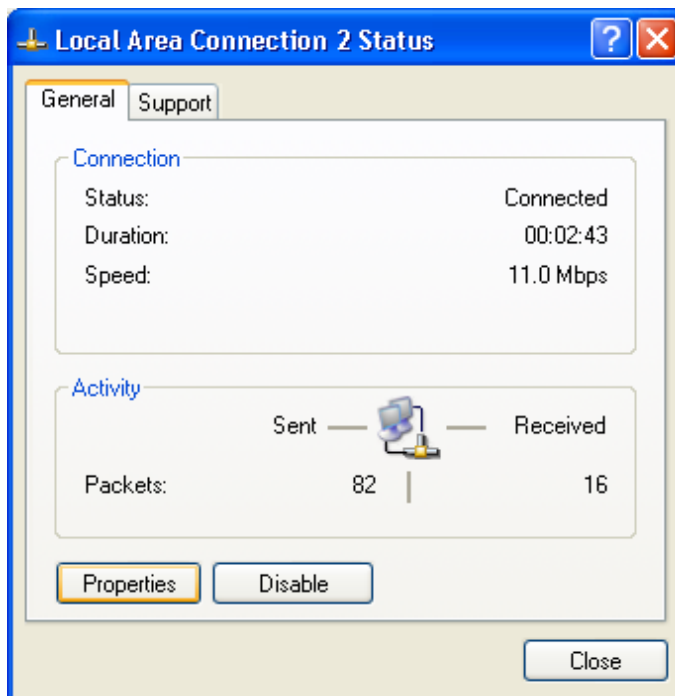 Local Area Connection 2 Status
General Support
Connection
Status: Connected
Duration: 00:02:43
Speed: 11.0 Mbps
Activity
Sent Received
Packets: 82 16
Properties Disable
Close